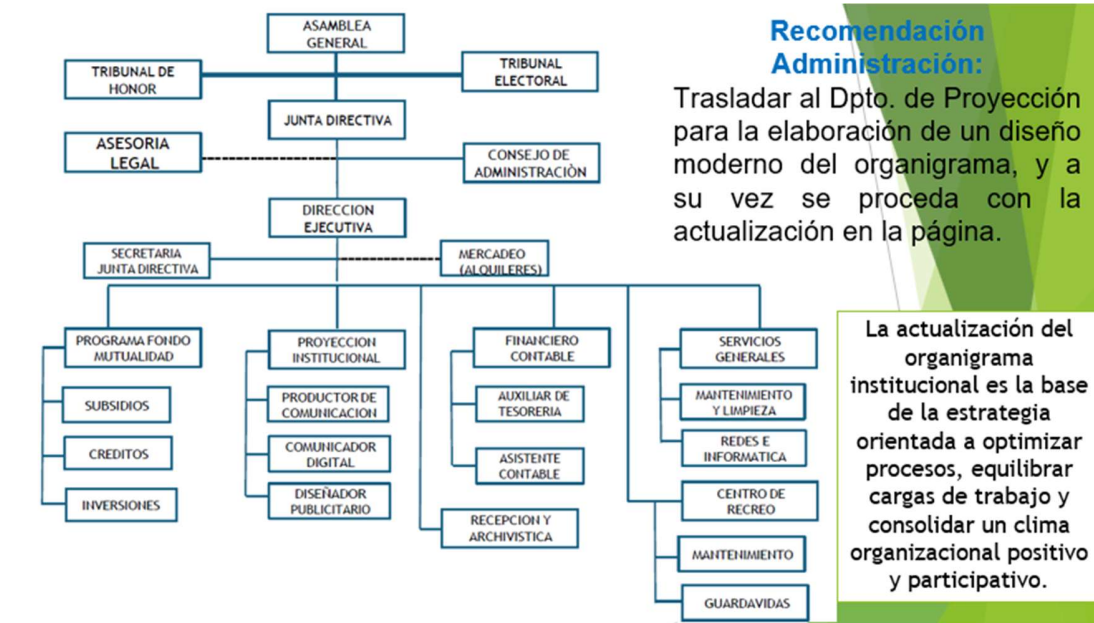 ASAMBLEA
GENERAL
TRIBUNAL DE
HONOR
TRIBUNAL
ELECTORAL
JUNTA DIRECTIVA
ASESORIA
LEGAL
CONSEJO DE
ADMINISTRACIÒN
DIRECCION
EJECUTIVA
SECRETARIA
JUNTA DIRECTIVA
MERCADEO
(ALQUILERES)
PROGRAMA FONDO
MUTUALIDAD
SUBSIDIOS
CREDITOS
INVERSIONES
PROYECCION
INSTITUCIONAL
PRODUCTOR DE
COMUNICACION
COMUNICADOR
DIGITAL
DISEÑADOR
PUBLICITARIO
RECEPCION Y
ARCHIVISTICA
FINANCIERO
CONTABLE
AUXILIAR DE
TESORERIA
ASISTENTE
CONTABLE
SERVICIOS
GENERALES
MANTENIMIENTO
Y LIMPIEZA
REDES E
INFORMATICA
CENTRO DE
RECREO
MANTENIMIENTO
GUARDAVIDAS
Recomendación
Administración:
Trasladar al Dpto. de Proyección
para la elaboración de un diseño
moderno del organigrama, y a
su vez se proceda con la
actualización en la página.
La actualización del
organigrama
institucional es la base
de la estrategia
orientada a optimizar
procesos, equilibrar
cargas de trabajo y
consolidar un clima
organizacional positivo
y participativo.